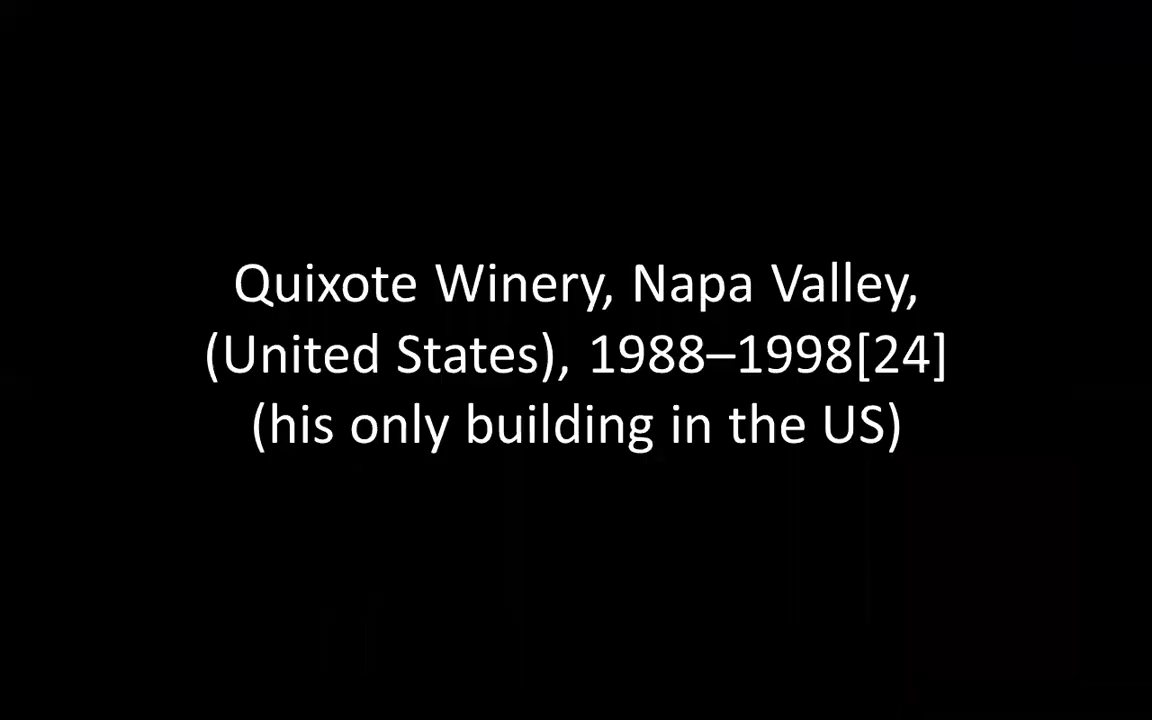 Quixote Winery, Napa Valley,
(United States), 1988–1998[24]
(his only building in the US)